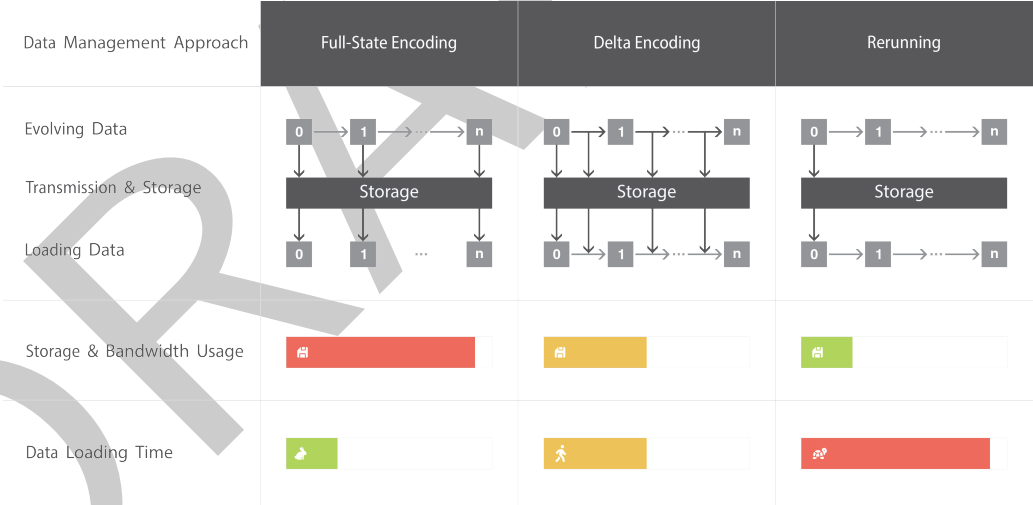 Data Management Approach Full-State Encoding Delta Encoding Rerunning
Evolving Data 0 1 ... n 0 1 ... n 0 1 ... n
Transmission & Storage Storage Storage Storage
Loading Data 0 1 ... n 0 1 ... n 0 1 ... n
Storage & Bandwidth Usage
Data Loading Time